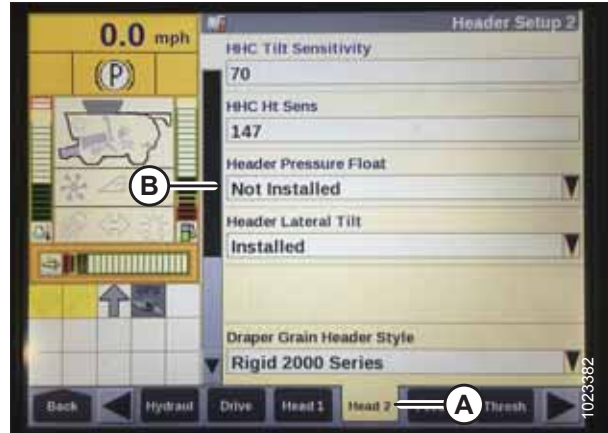 0.0 mph
Header Setup 2
(P)
HHC Tilt Sensitivity
70
HHC Ht Sens
147
Header Pressure Float
B
Not Installed
Header Lateral Tilt
Installed
Draper Grain Header Style
Rigid 2000 Series
Back
Hydraul
Drive
Head 1
Head 2
A
Thresh
1023382